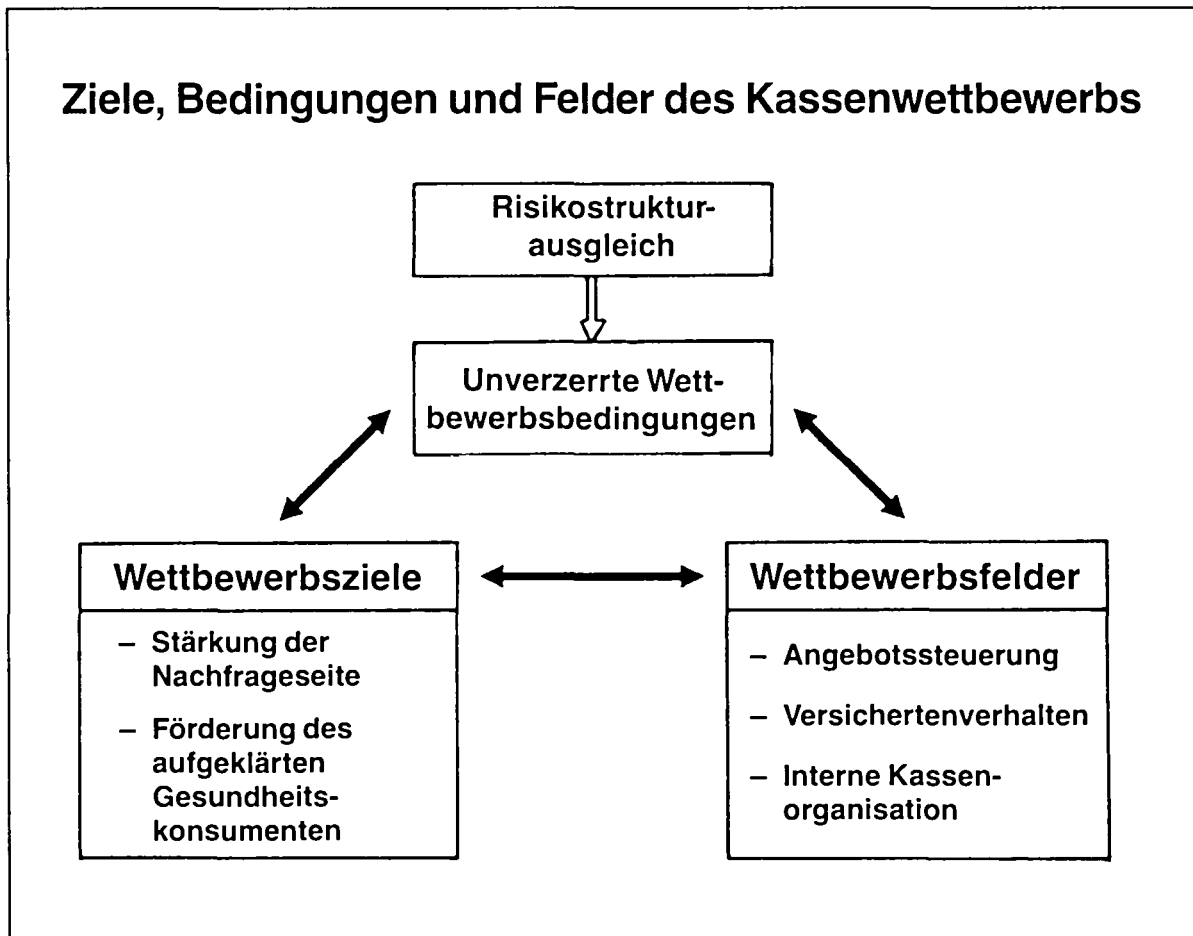 Ziele, Bedingungen und Felder des Kassenwettbewerbs
Risikostruktur-
ausgleich
Unverzerrte Wett-
bewerbsbedingungen
Wettbewerbsziele
– Stärkung der
Nachfrageseite
– Förderung des
aufgeklärten
Gesundheits-
konsumenten
Wettbewerbsfelder
– Angebotssteuerung
– Versichertenverhalten
– Interne Kassen-
organisation